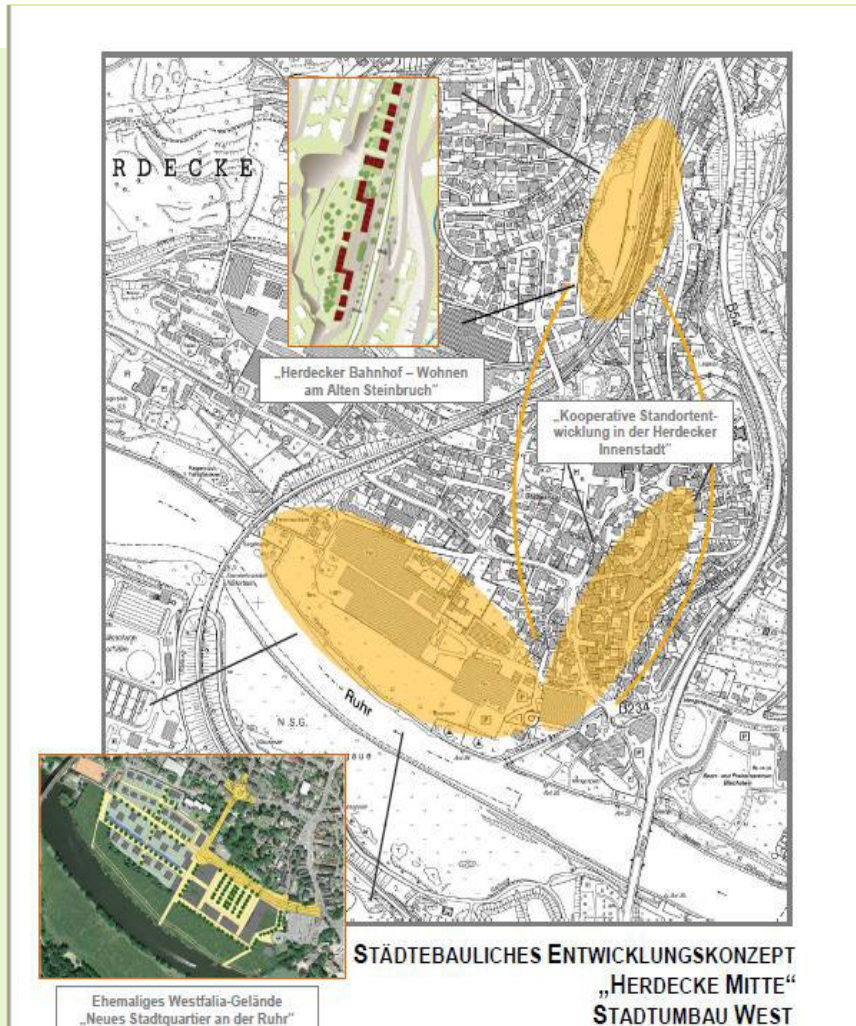 RDECKE
„Herdecker Bahnhof – Wohnen
am Alten Steinbruch"
„Kooperative Standortent-
wicklung in der Herdecker
Innenstadt"
B54
B234
Ruhr
N.S.G.
P
P
P
P
STÄDTEBAULICHES ENTWICKLUNGSKONZEPT
„HERDECKE MITTE“
STADTUMBAU WEST
Ehemaliges Westfalia-Gelände
„Neues Stadtquartier an der Ruhr"